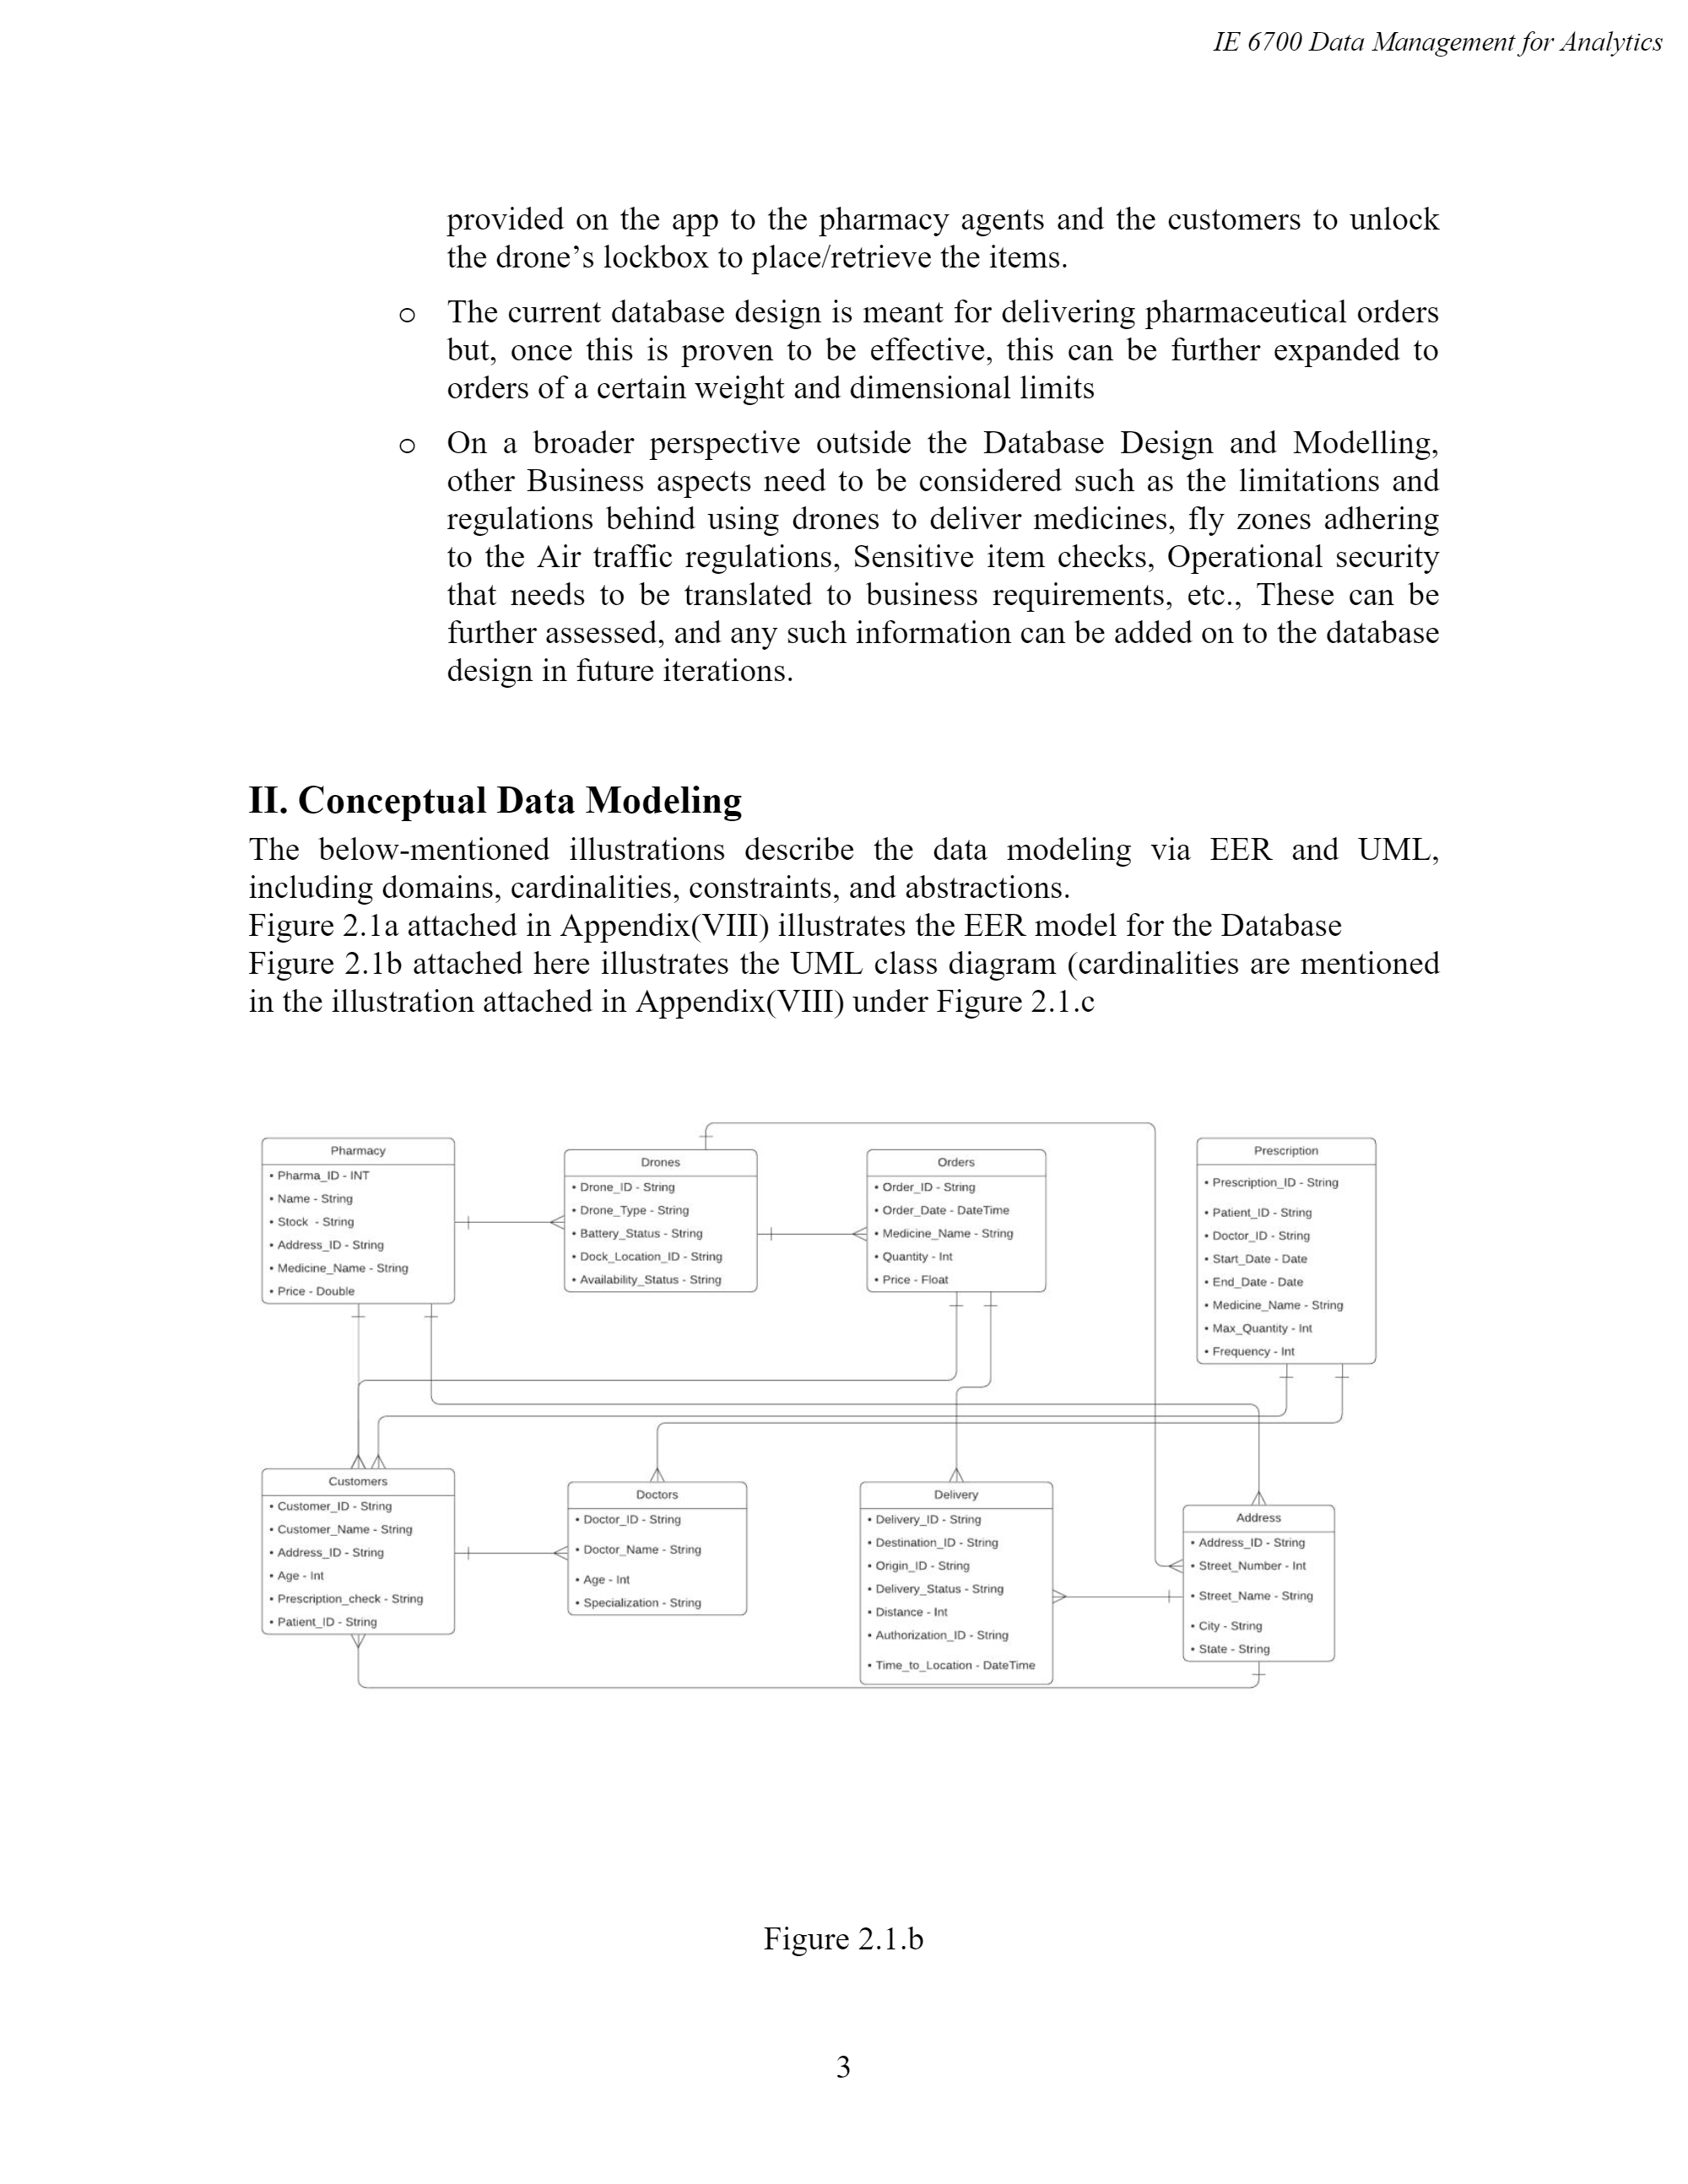 IE 6700 Data Management for Analytics
provided on the app to the pharmacy agents and the customers to unlock
the drone’s lockbox to place/retrieve the items.
o The current database design is meant for delivering pharmaceutical orders
but, once this is proven to be effective, this can be further expanded to
orders of a certain weight and dimensional limits
o On a broader perspective outside the Database Design and Modelling,
other Business aspects need to be considered such as the limitations and
regulations behind using drones to deliver medicines, fly zones adhering
to the Air traffic regulations, Sensitive item checks, Operational security
that needs to be translated to business requirements, etc., These can be
further assessed, and any such information can be added on to the database
design in future iterations.
II. Conceptual Data Modeling
The below-mentioned illustrations describe the data modeling via EER and UML,
including domains, cardinalities, constraints, and abstractions.
Figure 2.1a attached in Appendix(VIII) illustrates the EER model for the Database
Figure 2.1b attached here illustrates the UML class diagram (cardinalities are mentioned
in the illustration attached in Appendix(VIII) under Figure 2.1.c
Pharmacy
• Pharma_ID - INT
• Name - String
• Stock - String
• Address_ID - String
• Medicine_Name - String
• Price - Double
Drones
• Drone_ID - String
• Drone_Type - String
• Battery_Status - String
• Dock_Location_ID - String
• Availability_Status - String
Orders
• Order_ID - String
• Order_Date - DateTime
• Medicine_Name - String
• Quantity - Int
• Price - Float
Prescription
• Prescription_ID - String
• Patient_ID - String
• Doctor_ID - String
• Start_Date - Date
• End_Date - Date
• Medicine_Name - String
• Max_Quantity - Int
• Frequency - Int
Customers
• Customer_ID - String
• Customer_Name - String
• Address_ID - String
• Age - Int
• Prescription_check - String
• Patient_ID - String
Doctors
• Doctor_ID - String
• Doctor_Name - String
• Age - Int
• Specialization - String
Delivery
• Delivery_ID - String
• Destination_ID - String
• Origin_ID - String
• Delivery_Status - String
• Distance - Int
• Authorization_ID - String
• Time_to_Location - DateTime
Address
• Address_ID - String
• Street_Number - Int
• Street_Name - String
• City - String
• State - String
Figure 2.1.b
3